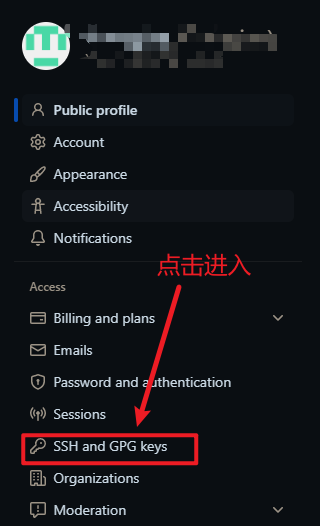 Public profile
Account
Appearance
Accessibility
Notifications
点击进入
Access
Billing and plans
Emails
Password and authentication
Sessions
SSH and GPG keys
Organizations
Moderation